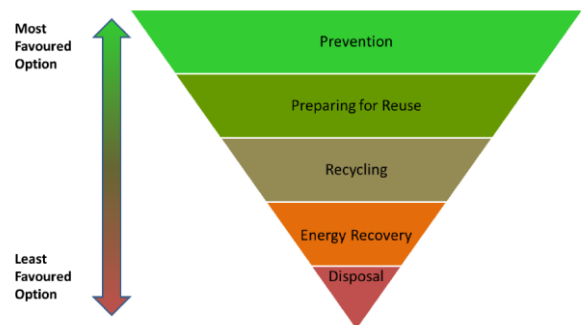 Most
Favoured
Option
Prevention
Preparing for Reuse
Recycling
Energy Recovery
Least
Favoured
Option
Disposal